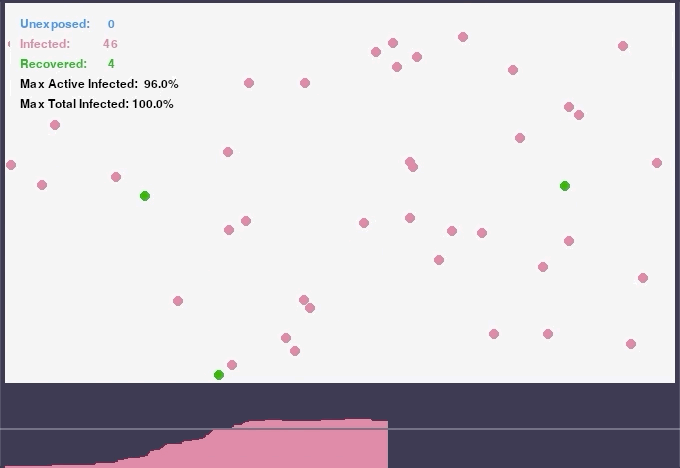 Unexposed: 0
Infected: 46
Recovered: 4
Max Active Infected: 96.0%
Max Total Infected: 100.0%